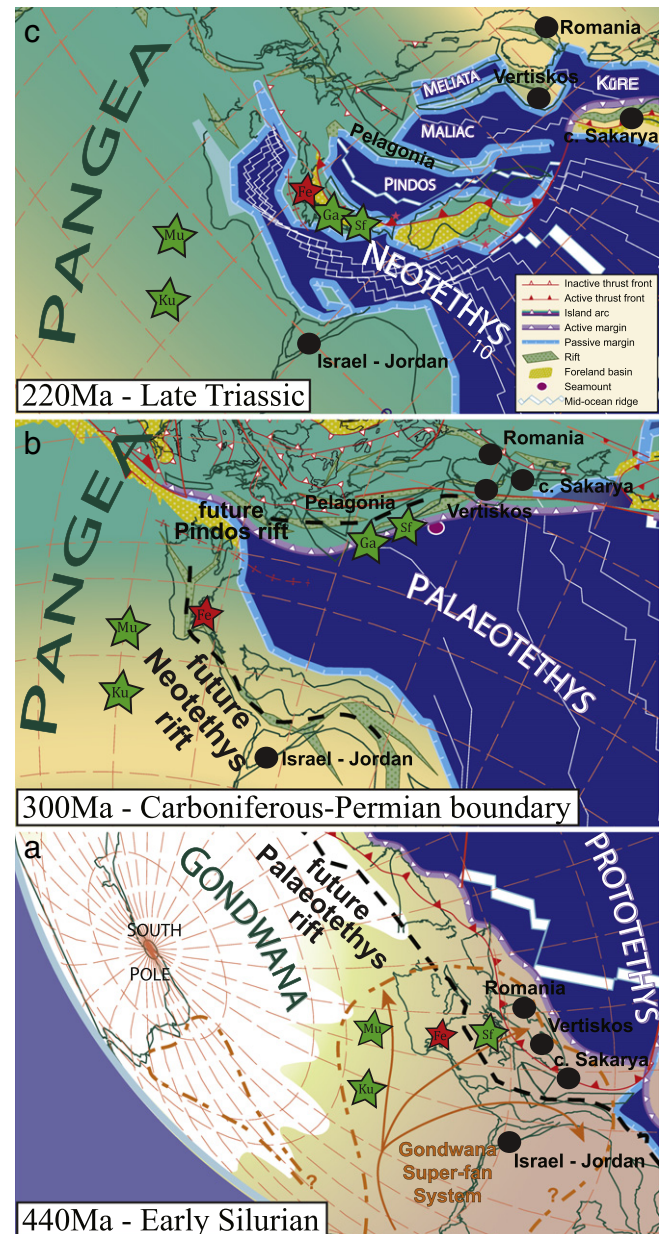 c
PANGEA
Romania
MELIATA
Vertiskos
KÜRE
MALIAC
c. Sakarya
Pelagonia
PINDOS
Fe
Ga
Sf
Mu
NEOTETHYS
Ku
10
Israel - Jordan
Inactive thrust front
Active thrust front
Island arc
Active margin
Passive margin
Rift
Foreland basin
Seamount
Mid-ocean ridge
220Ma - Late Triassic
b
PANGEA
Romania
c. Sakarya
Pelagonia
Vertiskos
future
Pindos rift
Sf
Ga
PALAEOTETHYS
Fe
Mu
future
Neotethys
rift
Ku
Israel - Jordan
300Ma - Carboniferous-Permian boundary
a
GONDWANA
future
Palaeotethys
rift
PROTOTETHYS
SOUTH
POLE
Romania
Vertiskos
Mu
Fe
Sf
c. Sakarya
Ku
Gondwana
Super-fan
System
Israel - Jordan
?
?
440Ma - Early Silurian